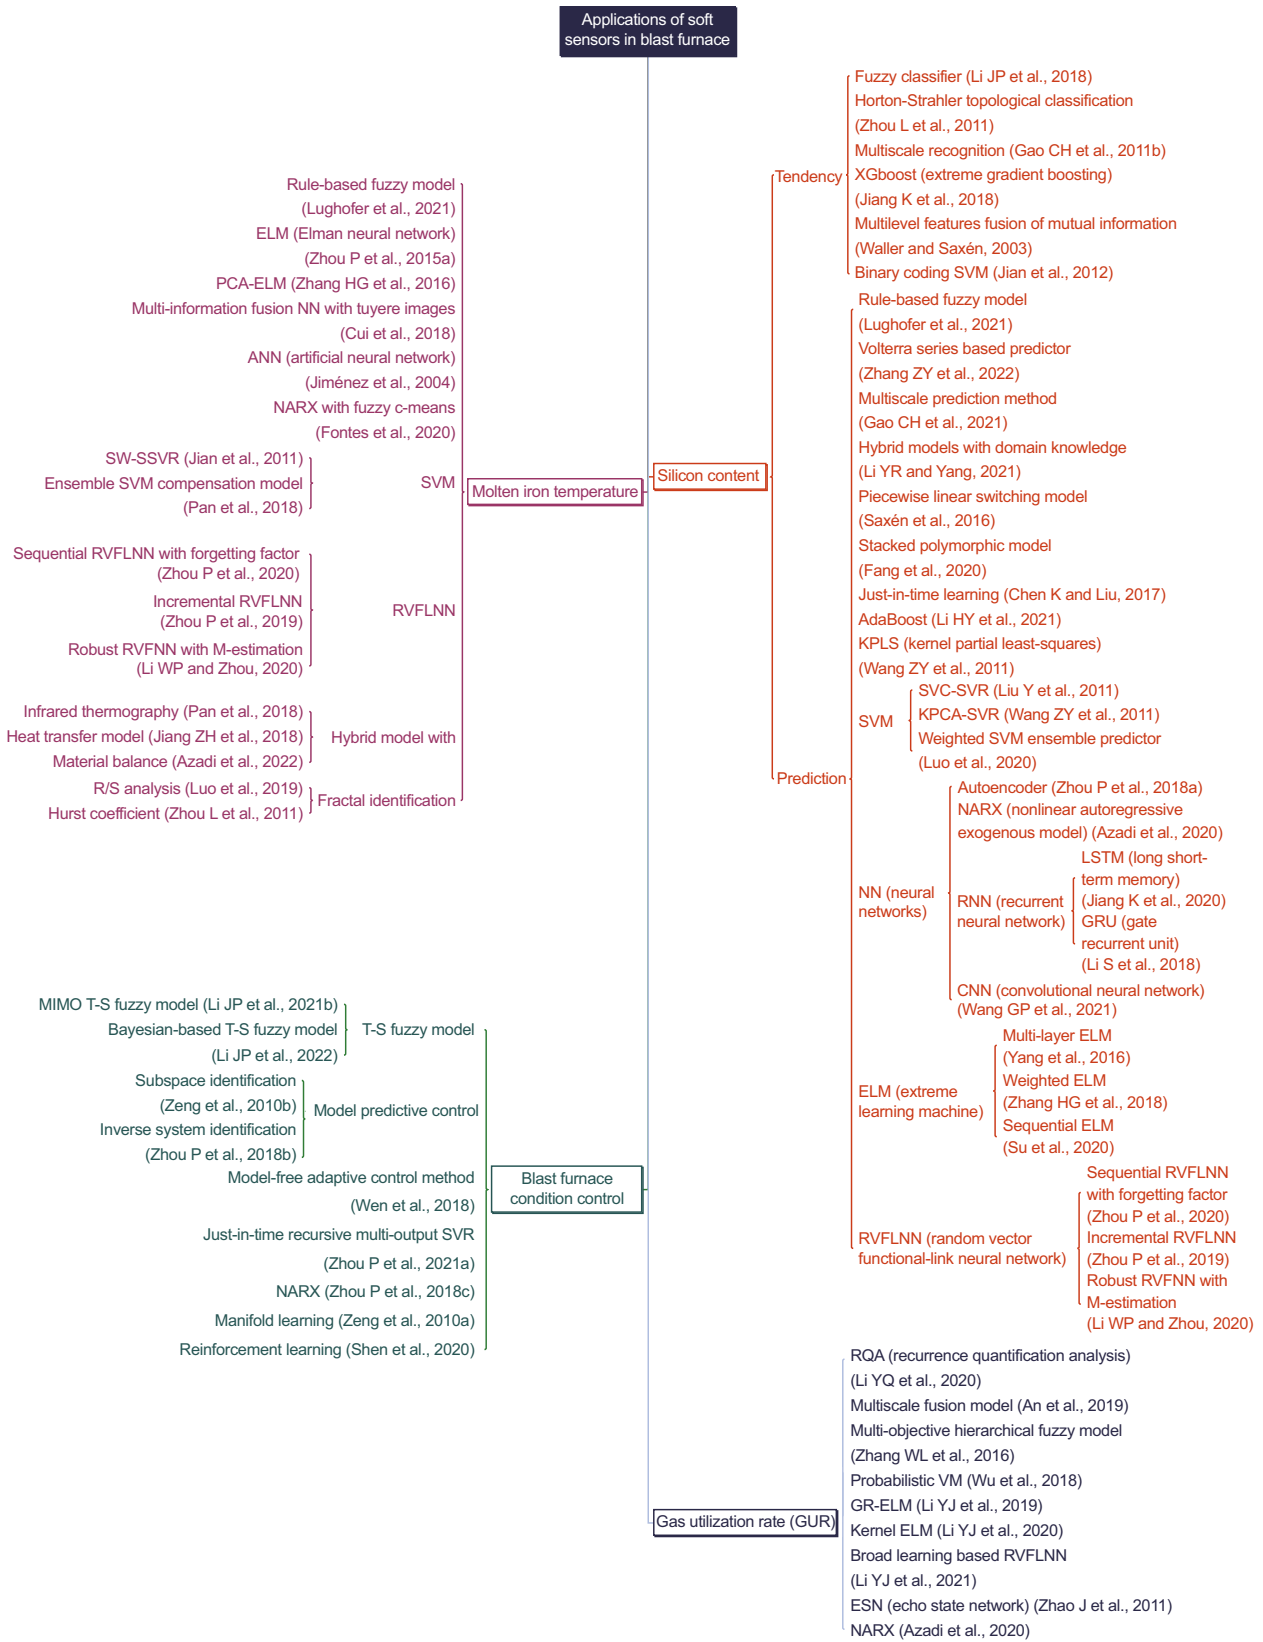 Applications of soft
sensors in blast furnace
Rule-based fuzzy model
(Lughofer et al., 2021)
ELM (Elman neural network)
(Zhou P et al., 2015a)
PCA-ELM (Zhang HG et al., 2016)
Multi-information fusion NN with tuyere images
(Cui et al., 2018)
ANN (artificial neural network)
(Jiménez et al., 2004)
NARX with fuzzy c-means
(Fontes et al., 2020)
SW-SSVR (Jian et al., 2011)
Ensemble SVM compensation model
(Pan et al., 2018)
SVM
Sequential RVFLNN with forgetting factor
(Zhou P et al., 2020)
Incremental RVFLNN
(Zhou P et al., 2019)
Robust RVFNN with M-estimation
(Li WP and Zhou, 2020)
RVFLNN
Infrared thermography (Pan et al., 2018)
Heat transfer model (Jiang ZH et al., 2018)
Material balance (Azadi et al., 2022)
Hybrid model with
R/S analysis (Luo et al., 2019)
Hurst coefficient (Zhou L et al., 2011)
Fractal identification
Molten iron temperature
MIMO T-S fuzzy model (Li JP et al., 2021b)
Bayesian-based T-S fuzzy model
(Li JP et al., 2022)
T-S fuzzy model
Subspace identification
(Zeng et al., 2010b)
Inverse system identification
(Zhou P et al., 2018b)
Model predictive control
Model-free adaptive control method
(Wen et al., 2018)
Just-in-time recursive multi-output SVR
(Zhou P et al., 2021a)
NARX (Zhou P et al., 2018c)
Manifold learning (Zeng et al., 2010a)
Reinforcement learning (Shen et al., 2020)
Blast furnace
condition control
Silicon content
Tendency
Fuzzy classifier (Li JP et al., 2018)
Horton-Strahler topological classification
(Zhou L et al., 2011)
Multiscale recognition (Gao CH et al., 2011b)
XGboost (extreme gradient boosting)
(Jiang K et al., 2018)
Multilevel features fusion of mutual information
(Waller and Saxén, 2003)
Binary coding SVM (Jian et al., 2012)
Prediction
Rule-based fuzzy model
(Lughofer et al., 2021)
Volterra series based predictor
(Zhang ZY et al., 2022)
Multiscale prediction method
(Gao CH et al., 2021)
Hybrid models with domain knowledge
(Li YR and Yang, 2021)
Piecewise linear switching model
(Saxén et al., 2016)
Stacked polymorphic model
(Fang et al., 2020)
Just-in-time learning (Chen K and Liu, 2017)
AdaBoost (Li HY et al., 2021)
KPLS (kernel partial least-squares)
(Wang ZY et al., 2011)
SVM
SVC-SVR (Liu Y et al., 2011)
KPCA-SVR (Wang ZY et al., 2011)
Weighted SVM ensemble predictor
(Luo et al., 2020)
NN (neural
networks)
Autoencoder (Zhou P et al., 2018a)
NARX (nonlinear autoregressive
exogenous model) (Azadi et al., 2020)
RNN (recurrent
neural network)
LSTM (long short-
term memory)
(Jiang K et al., 2020)
GRU (gate
recurrent unit)
(Li S et al., 2018)
CNN (convolutional neural network)
(Wang GP et al., 2021)
ELM (extreme
learning machine)
Multi-layer ELM
(Yang et al., 2016)
Weighted ELM
(Zhang HG et al., 2018)
Sequential ELM
(Su et al., 2020)
RVFLNN (random vector
functional-link neural network)
Sequential RVFLNN
with forgetting factor
(Zhou P et al., 2020)
Incremental RVFLNN
(Zhou P et al., 2019)
Robust RVFNN with
M-estimation
(Li WP and Zhou, 2020)
Gas utilization rate (GUR)
RQA (recurrence quantification analysis)
(Li YQ et al., 2020)
Multiscale fusion model (An et al., 2019)
Multi-objective hierarchical fuzzy model
(Zhang WL et al., 2016)
Probabilistic VM (Wu et al., 2018)
GR-ELM (Li YJ et al., 2019)
Kernel ELM (Li YJ et al., 2020)
Broad learning based RVFLNN
(Li YJ et al., 2021)
ESN (echo state network) (Zhao J et al., 2011)
NARX (Azadi et al., 2020)